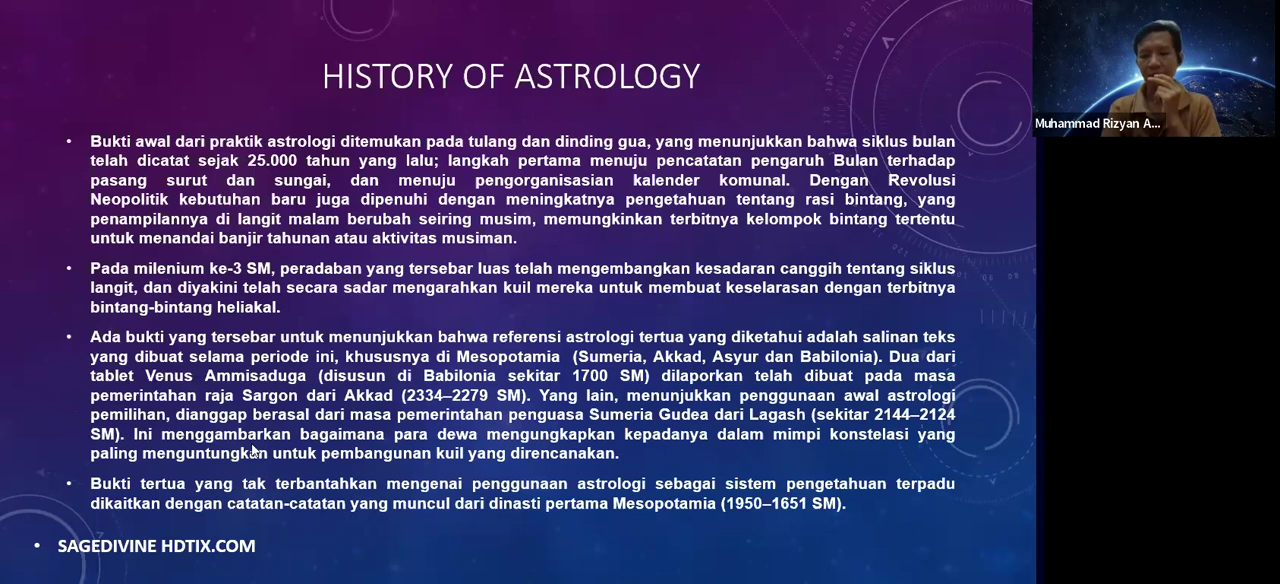 HISTORY OF ASTROLOGY
Muhammad Rizyan A...
• Bukti awal dari praktik astrologi ditemukan pada tulang dan dinding gua, yang menunjukkan bahwa siklus bulan
telah dicatat sejak 25.000 tahun yang lalu; langkah pertama menuju pencatatan pengaruh Bulan terhadap
pasang surut dan sungai, dan menuju pengorganisasian kalender komunal. Dengan Revolusi
Neopolitik kebutuhan baru juga dipenuhi dengan meningkatnya pengetahuan tentang rasi bintang, yang
penampilannya di langit malam berubah seiring musim, memungkinkan terbitnya kelompok bintang tertentu
untuk menandai banjir tahunan atau aktivitas musiman.
• Pada milenium ke-3 SM, peradaban yang tersebar luas telah mengembangkan kesadaran canggih tentang siklus
langit, dan diyakini telah secara sadar mengarahkan kuil mereka untuk membuat keselarasan dengan terbitnya
bintang-bintang heliakal.
• Ada bukti yang tersebar untuk menunjukkan bahwa referensi astrologi tertua yang diketahui adalah salinan teks
yang dibuat selama periode ini, khususnya di Mesopotamia (Sumeria, Akkad, Asyur dan Babilonia). Dua dari
tablet Venus Ammisaduga (disusun di Babilonia sekitar 1700 SM) dilaporkan telah dibuat pada masa
pemerintahan raja Sargon dari Akkad (2334–2279 SM). Yang lain, menunjukkan penggunaan awal astrologi
pemilihan, dianggap berasal dari masa pemerintahan penguasa Sumeria Gudea dari Lagash (sekitar 2144–2124
SM). Ini menggambarkan bagaimana para dewa mengungkapkan kepadanya dalam mimpi konstelasi yang
paling menguntungkan untuk pembangunan kuil yang direncanakan.
• Bukti tertua yang tak terbantahkan mengenai penggunaan astrologi sebagai sistem pengetahuan terpadu
dikaitkan dengan catatan-catatan yang muncul dari dinasti pertama Mesopotamia (1950–1651 SM).
• SAGEDIVINE HDTIX.COM